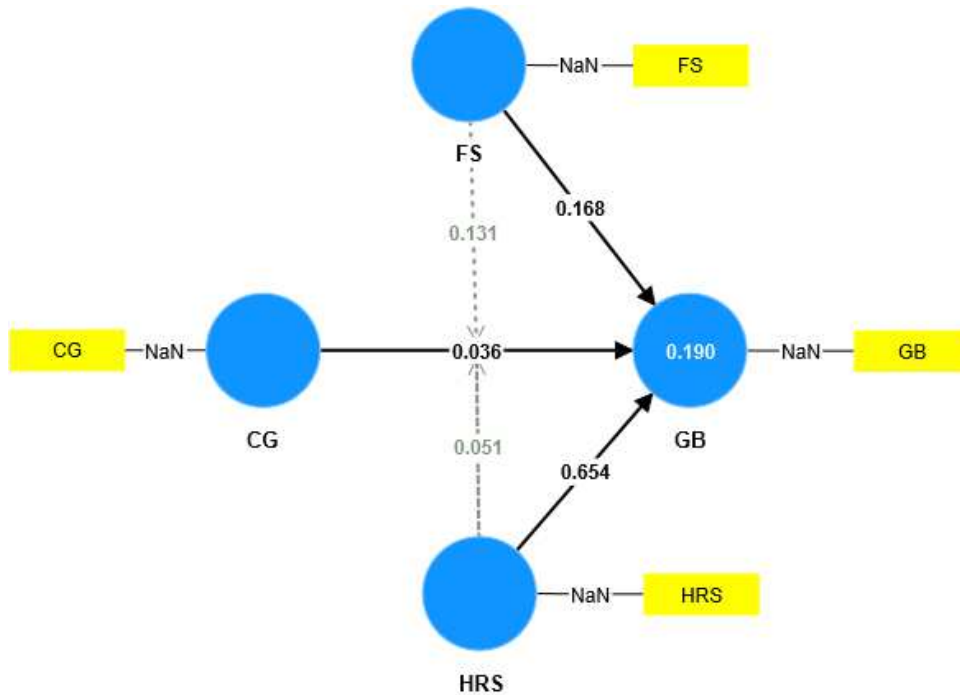 NaN
FS
FS
0.168
0.131
CG
NaN
0.036
0.190
NaN
GB
CG
GB
0.051
0.654
NaN
HRS
HRS